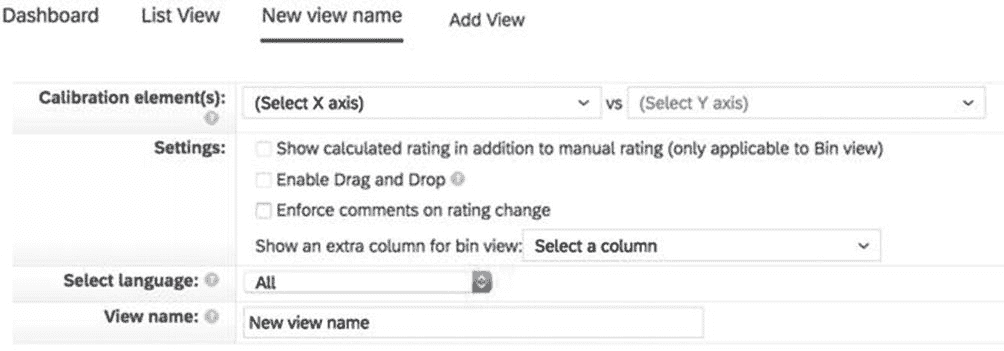 Dashboard List View New view name Add View
Calibration element(s): (Select X axis) vs (Select Y axis)
Settings: Show calculated rating in addition to manual rating (only applicable to Bin view)
Enable Drag and Drop
Enforce comments on rating change
Show an extra column for bin view: Select a column
Select language: All
View name: New view name